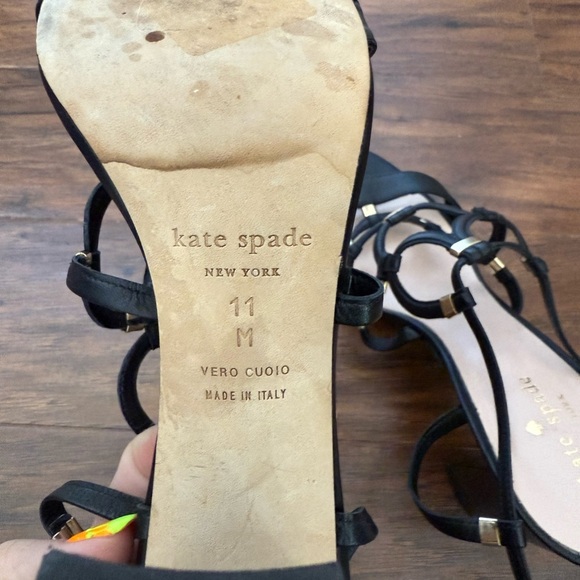 kate spade
NEW YORK
11
M
VERO CUOIO
MADE IN ITALY
kate spade